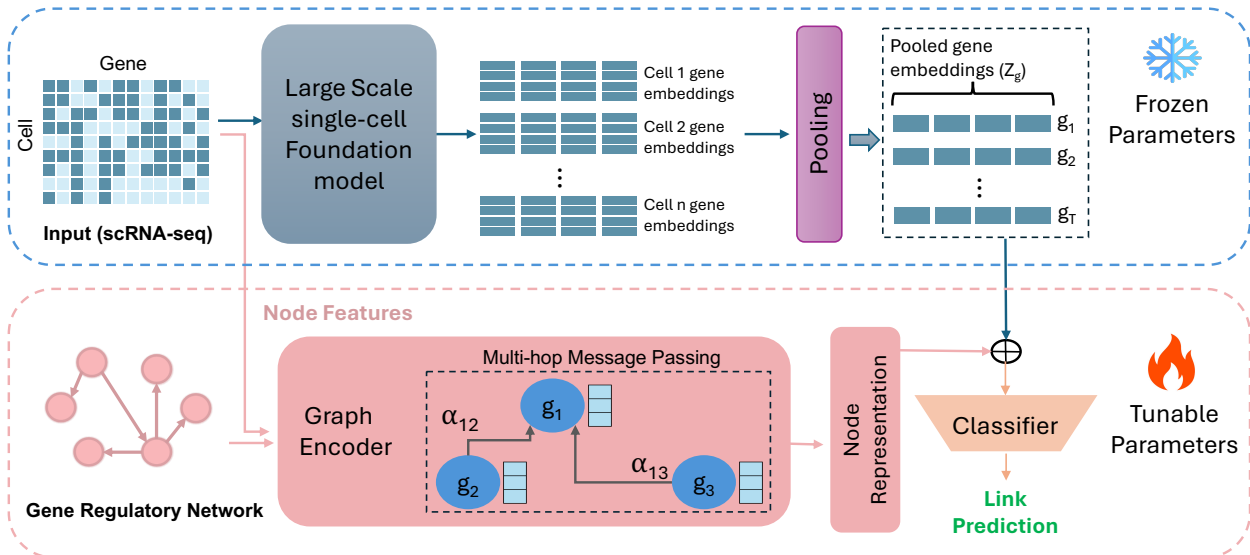 Gene
Cell
Input (scRNA-seq)
Large Scale
single-cell
Foundation
model
Cell 1 gene
embeddings
Cell 2 gene
embeddings
Cell n gene
embeddings
Pooling
Pooled gene
embeddings (Z_g)
g_1
g_2
g_T
Frozen
Parameters
Node Features
Gene Regulatory Network
Graph
Encoder
Multi-hop Message Passing
α_12
α_13
g_1
g_2
g_3
Node
Representation
Classifier
Link
Prediction
Tunable
Parameters